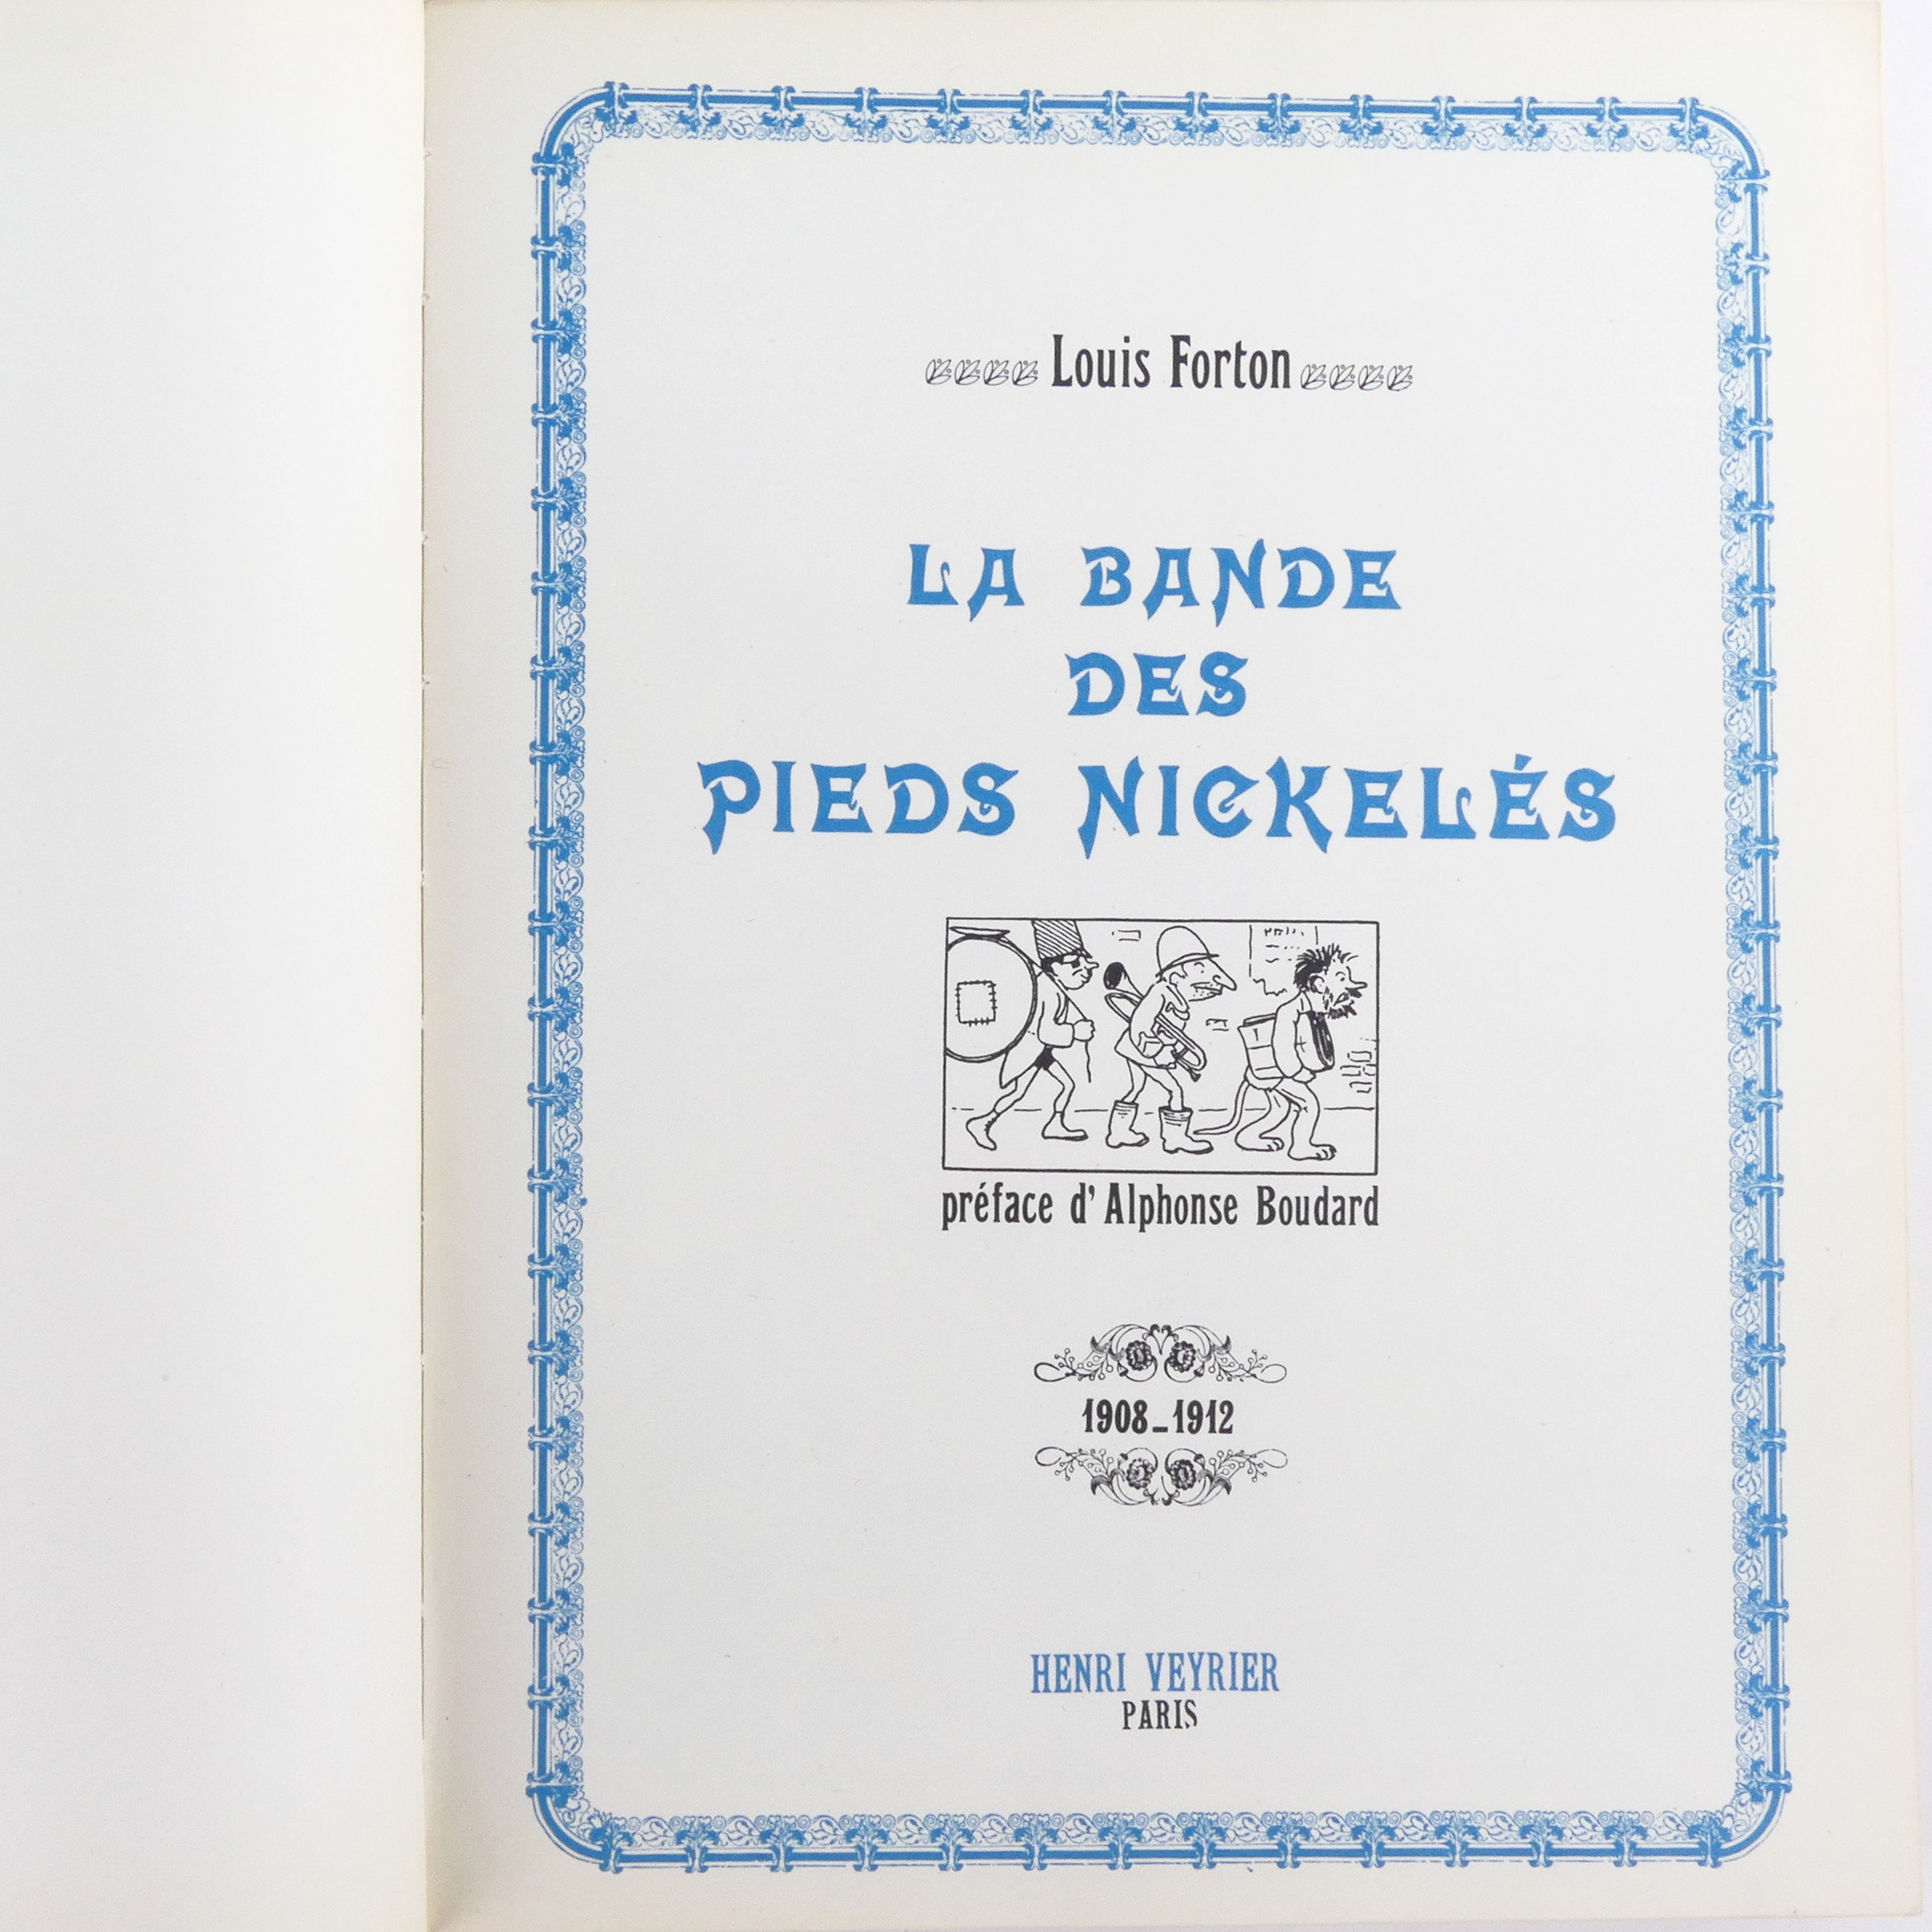 Louis Forton
LA BANDE
DES
PIEDS NICKELÉS
préface d' Alphonse Boudard
1908-1912
HENRI VEYRIER
PARIS